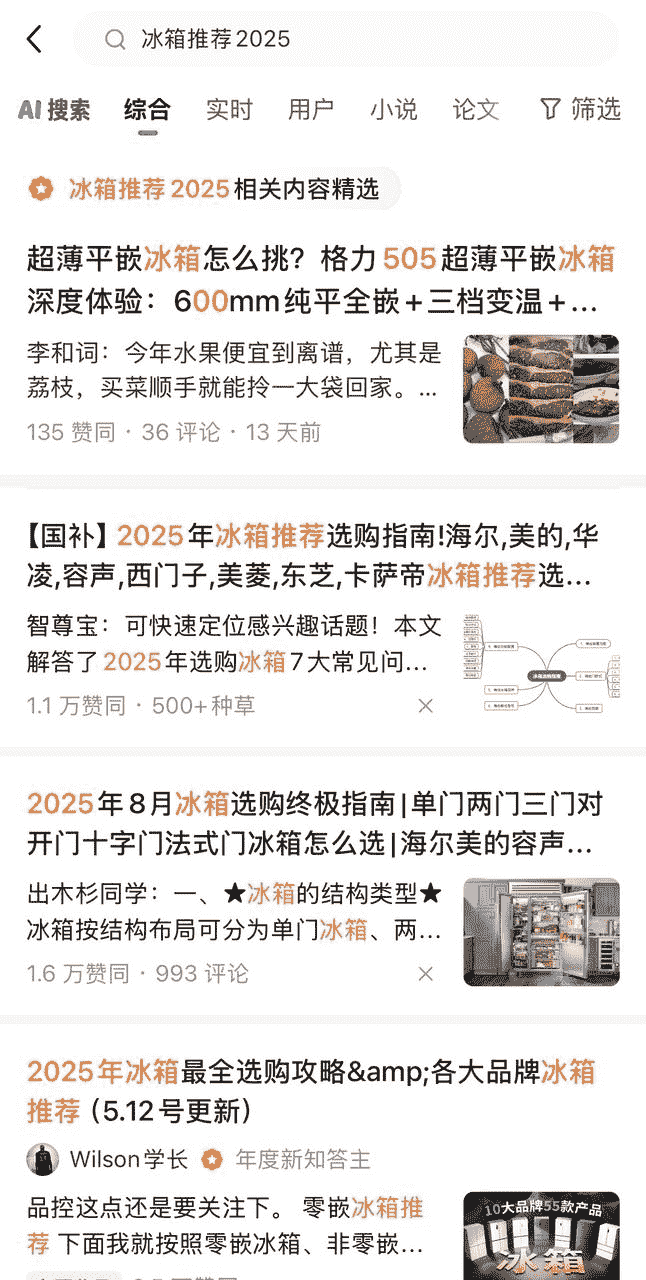 冰箱推荐2025
AI 搜索 综合 实时 用户 小说 论文 筛选
冰箱推荐2025相关内容精选
超薄平嵌冰箱怎么挑？格力505超薄平嵌冰箱
深度体验：600mm纯平全嵌+三档变温+...
李和词：今年水果便宜到离谱，尤其是
荔枝，买菜顺手就能拎一大袋回家。...
135 赞同 · 36 评论 · 13 天前
【国补】2025年冰箱推荐选购指南!海尔,美的,华
凌,容声,西门子,美菱,东芝,卡萨帝冰箱推荐选...
智尊宝：可快速定位感兴趣话题！本文
解答了2025年选购冰箱7大常见问...
1.1 万赞同 · 500+种草
2025年8月冰箱选购终极指南|单门两门三门对
开门十字门法式门冰箱怎么选|海尔美的容声...
出木杉同学：一、★冰箱的结构类型★
冰箱按结构布局可分为单门冰箱、两...
1.6 万赞同 · 993 评论
2025年冰箱最全选购攻略&amp;各大品牌冰箱
推荐（5.12号更新）
Wilson学长 年度新知答主
品控这点还是要关注下。 零嵌冰箱推
荐 下面我就按照零嵌冰箱、非零嵌...
10大品牌55款产品
冰箱